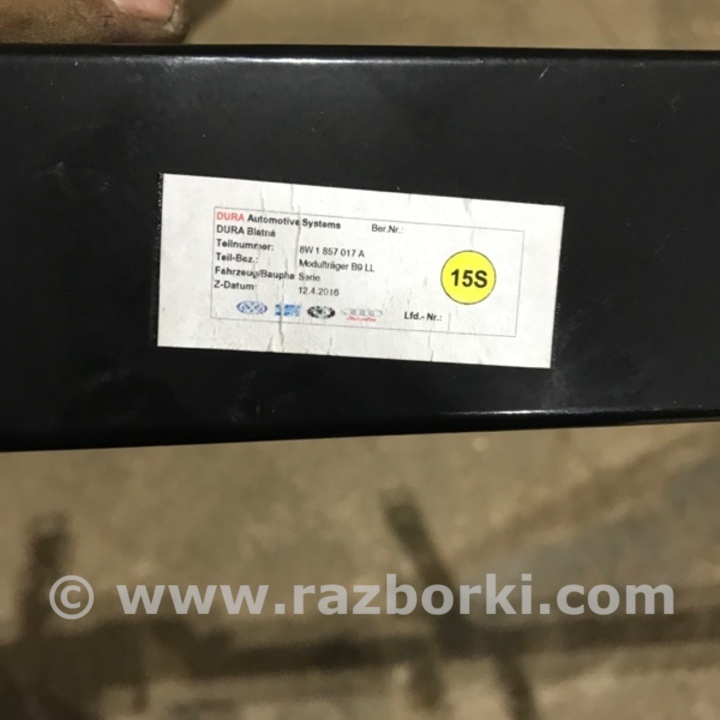 DURA Automotive Systems Ber.Nr.:
DURA Blatná
Teilnummer: 8W1 857 017 A
Teil-Bez.: Modulträger B9 LL
Fahrzeug/Baupha Serie
Z-Datum: 12.4.2016
15S
Lfd.- Nr.:
© www.razborki.com